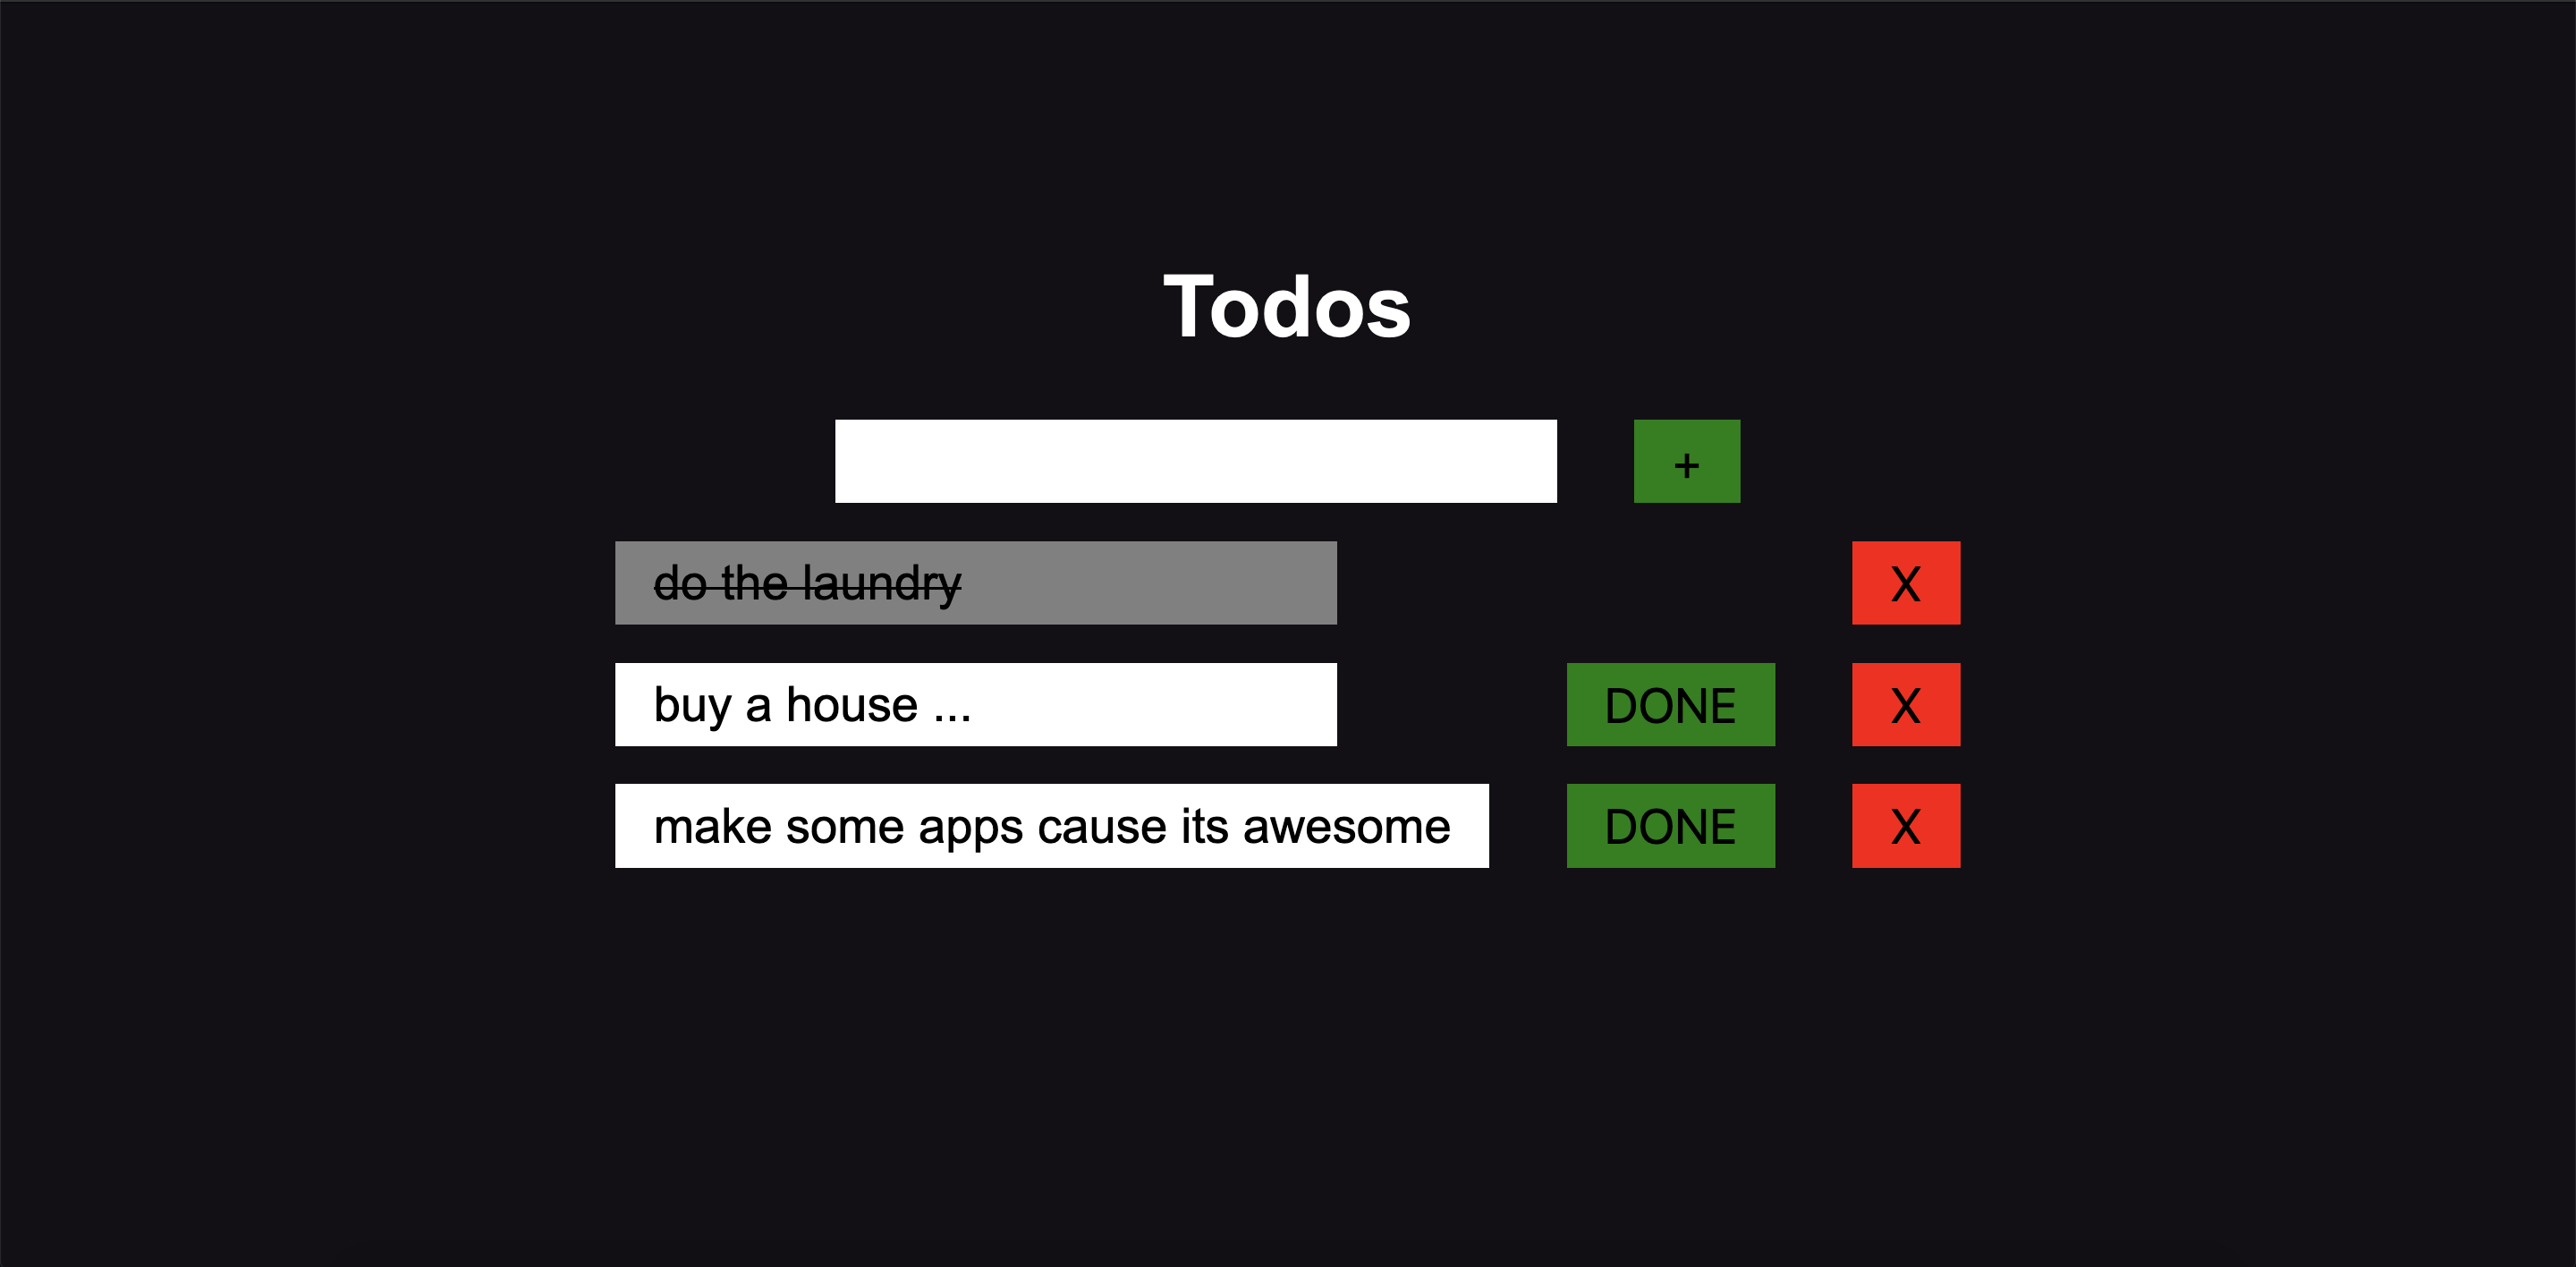 Todos
+
do the laundry X
buy a house ... DONE X
make some apps cause its awesome DONE X